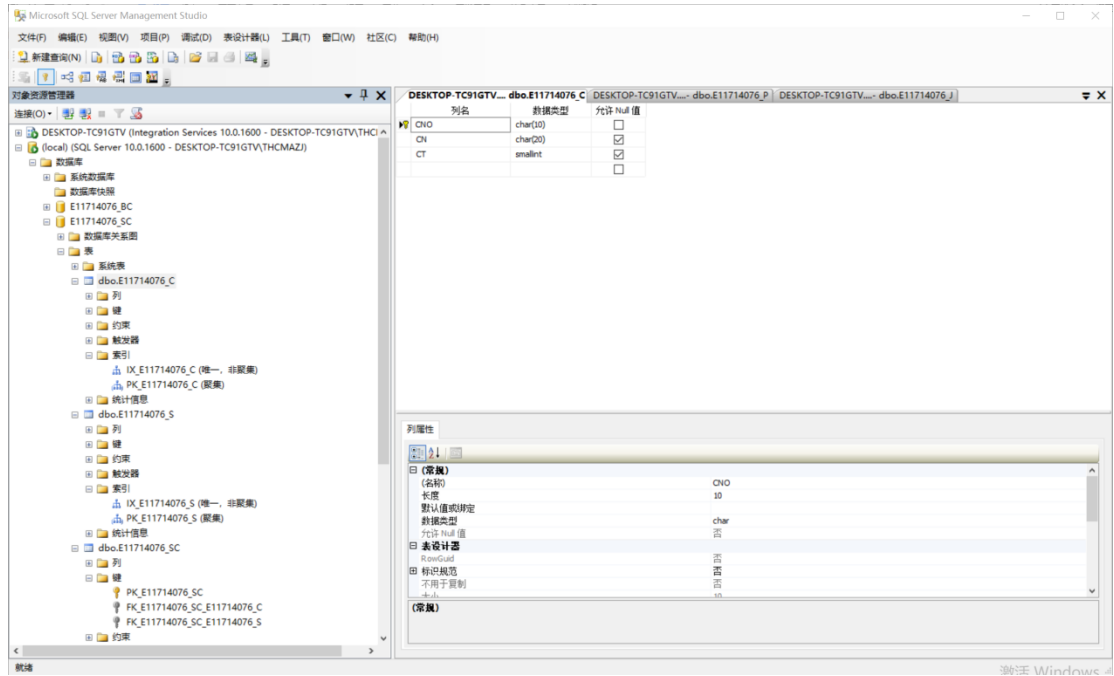 Microsoft SQL Server Management Studio
文件(F) 编辑(E) 视图(V) 项目(P) 调试(D) 表设计器(L) 工具(T) 窗口(W) 社区(C) 帮助(H)
新建查询(N)
对象资源管理器
连接(O)
DESKTOP-TC91GTV (Integration Services 10.0.1600 - DESKTOP-TC91GTV\THCI
(local) (SQL Server 10.0.1600 - DESKTOP-TC91GTV\THCMAZJ)
数据库
系统数据库
数据库快照
E11714076_BC
E11714076_SC
数据库关系图
表
系统表
dbo.E11714076_C
列
键
约束
触发器
索引
IX_E11714076_C (唯一，非聚集)
PK_E11714076_C (聚集)
统计信息
dbo.E11714076_S
列
键
约束
触发器
索引
IX_E11714076_S (唯一，非聚集)
PK_E11714076_S (聚集)
统计信息
dbo.E11714076_SC
列
键
PK_E11714076_SC
FK_E11714076_SC_E11714076_C
FK_E11714076_SC_E11714076_S
约束
DESKTOP-TC91GTV.... dbo.E11714076_C DESKTOP-TC91GTV....- dbo.E11714076_P DESKTOP-TC91GTV....- dbo.E11714076_J
列名 数据类型 允许 Null 值
CNO char(10)
CN char(20)
CT smallint
列属性
(常规)
(名称) CNO
长度 10
默认值或绑定
数据类型 char
允许 Null 值 否
表设计器
RowGuid 否
标识规范 否
不用于复制 否
大小 10
(常规)
就绪
激活 Windows